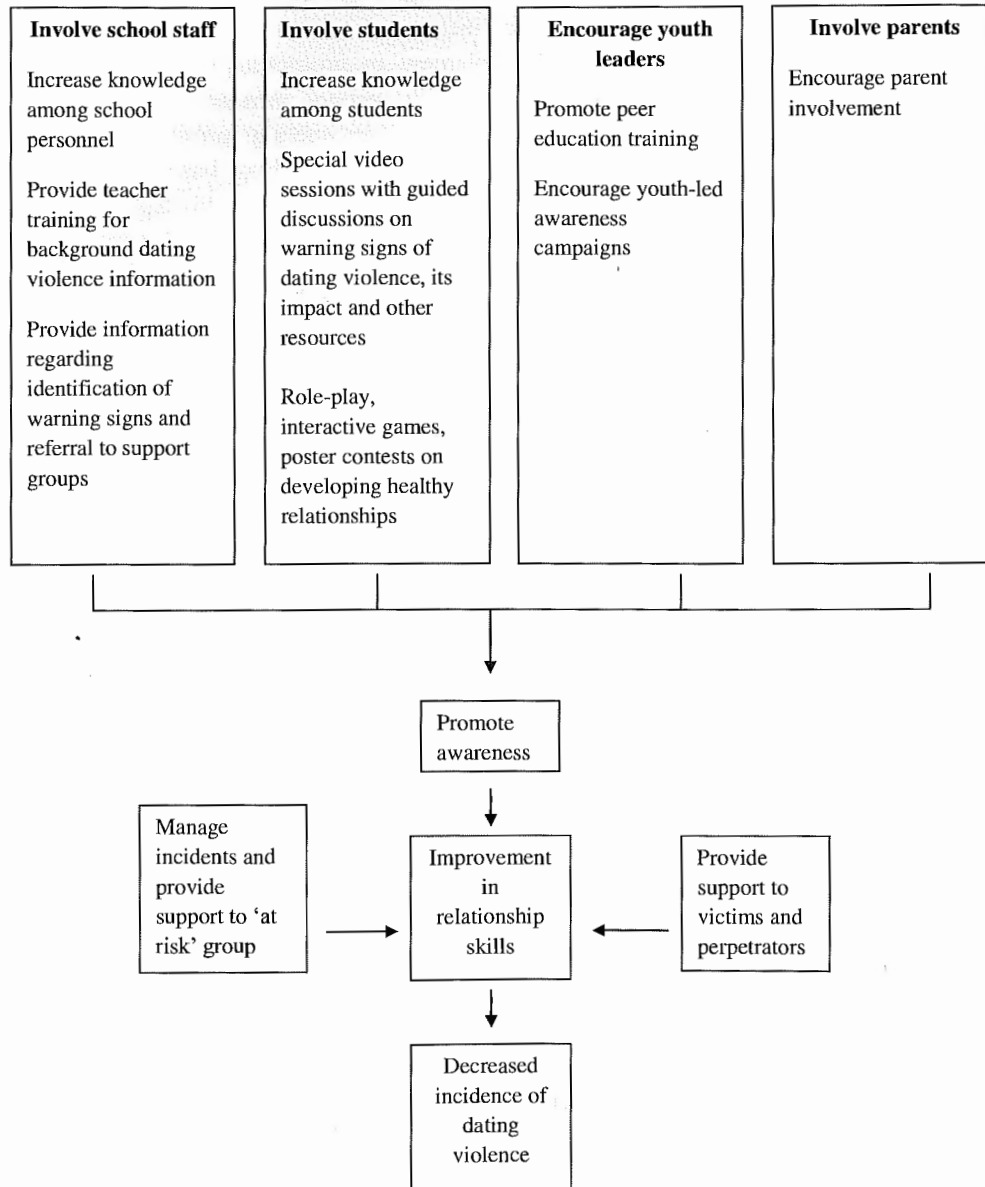 Involve school staff
Increase knowledge
among school
personnel
Provide teacher
training for
background dating
violence information
Provide information
regarding
identification of
warning signs and
referral to support
groups
Involve students
Increase knowledge
among students
Special video
sessions with guided
discussions on
warning signs of
dating violence, its
impact and other
resources
Role-play,
interactive games,
poster contests on
developing healthy
relationships
Encourage youth
leaders
Promote peer
education training
Encourage youth-led
awareness
campaigns
Involve parents
Encourage parent
involvement
Promote
awareness
Manage
incidents and
provide
support to ‘at
risk’ group
Improvement
in
relationship
skills
Provide
support to
victims and
perpetrators
Decreased
incidence of
dating
violence